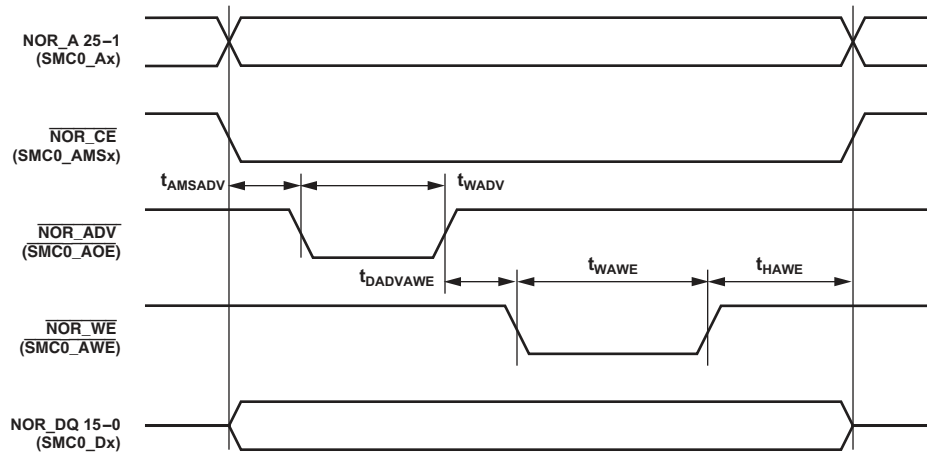 NOR_A 25–1
(SMC0_Ax)
NOR_CE
(SMC0_AMSx)
tAMSADV
tWADV
NOR_ADV
(SMC0_AOE)
tDADVAWE
tWAWE
tHAWE
NOR_WE
(SMC0_AWE)
NOR_DQ 15–0
(SMC0_Dx)